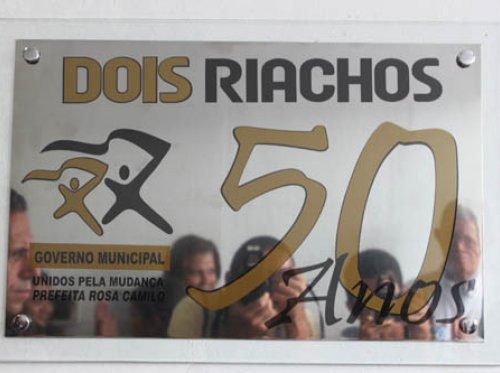 DOIS RIACHOS
50
Anos
GOVERNO MUNICIPAL
UNIDOS PELA MUDANÇA
PREFEITA ROSA CAMILO